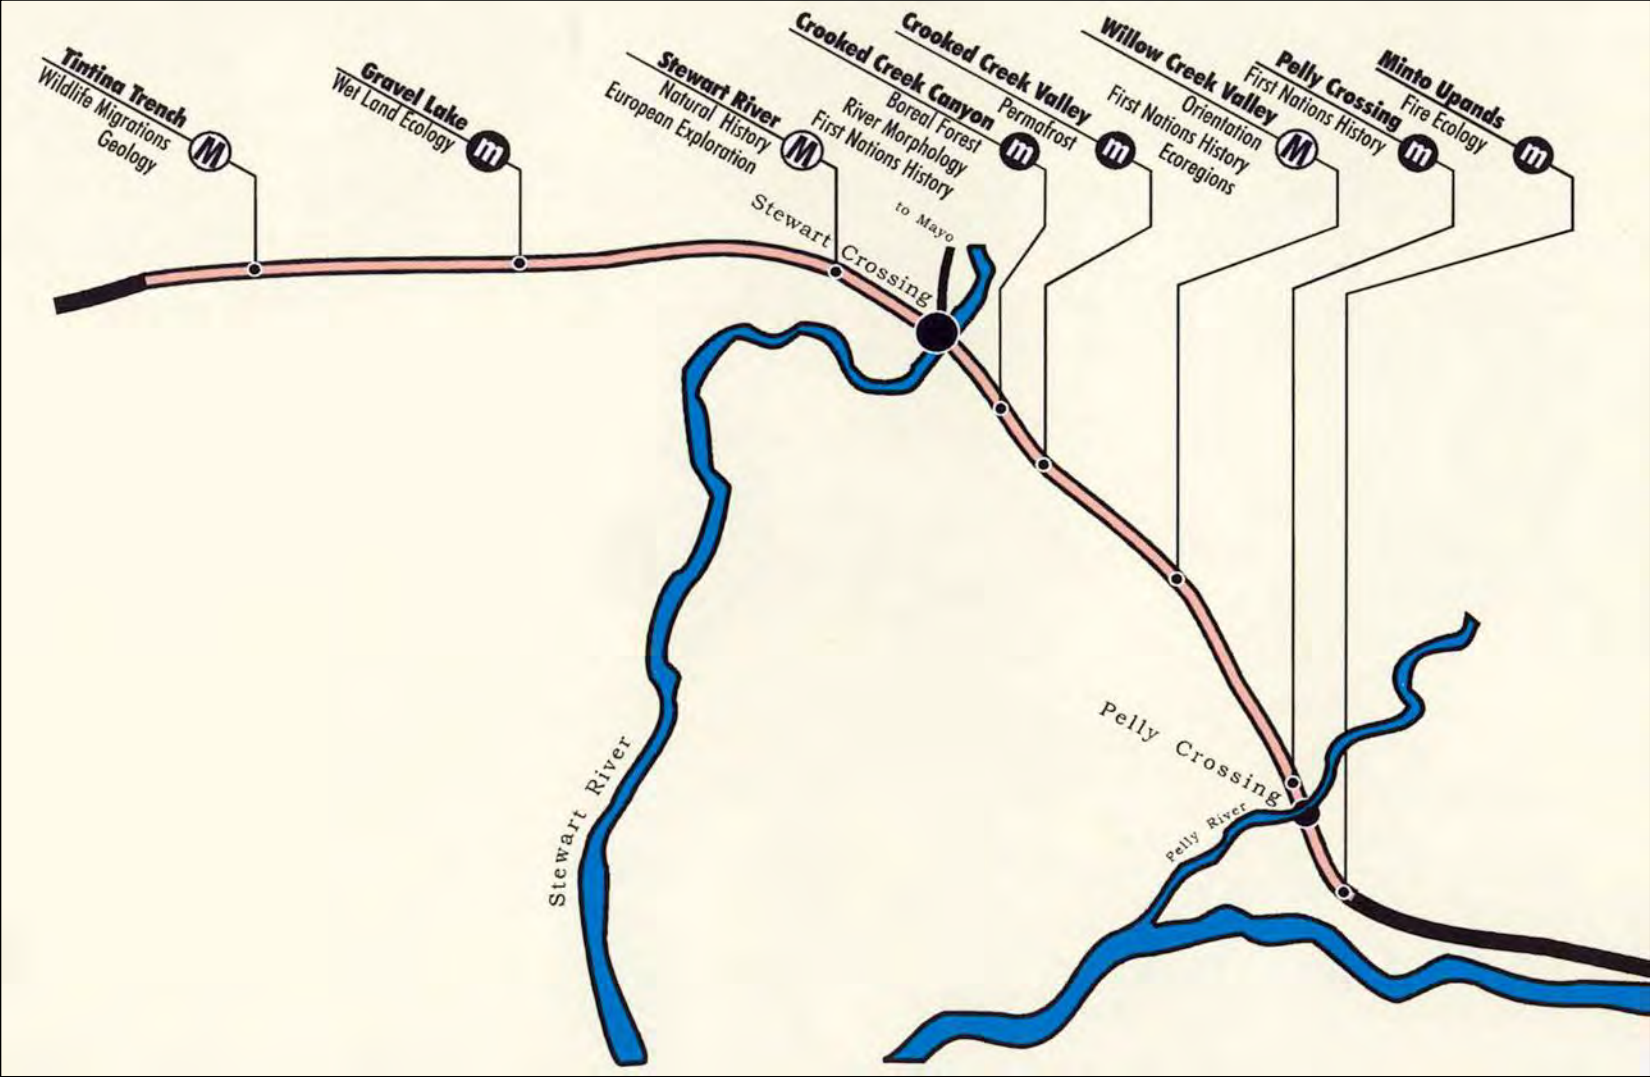 Tintina Trench
Wildlife Migrations
Geology
M
Gravel Lake
Wet Land Ecology
m
Stewart River
Natural History
European Exploration
M
Crooked Creek Canyon
Boreal Forest
River Morphology
First Nations History
m
Crooked Creek Valley
Permafrost
m
Willow Creek Valley
Orientation
First Nations History
Ecoregions
M
Pelly Crossing
First Nations History
m
Minto Upands
Fire Ecology
m
Stewart Crossing
to Mayo
Pelly Crossing
Pelly River
Stewart River